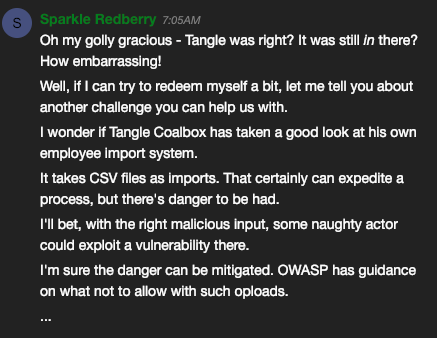 S
Sparkle Redberry 7:05AM
Oh my golly gracious - Tangle was right? It was still in there?
How embarrassing!
Well, if I can try to redeem myself a bit, let me tell you about
another challenge you can help us with.
I wonder if Tangle Coalbox has taken a good look at his own
employee import system.
It takes CSV files as imports. That certainly can expedite a
process, but there's danger to be had.
I'll bet, with the right malicious input, some naughty actor
could exploit a vulnerability there.
I'm sure the danger can be mitigated. OWASP has guidance
on what not to allow with such oploads.
...